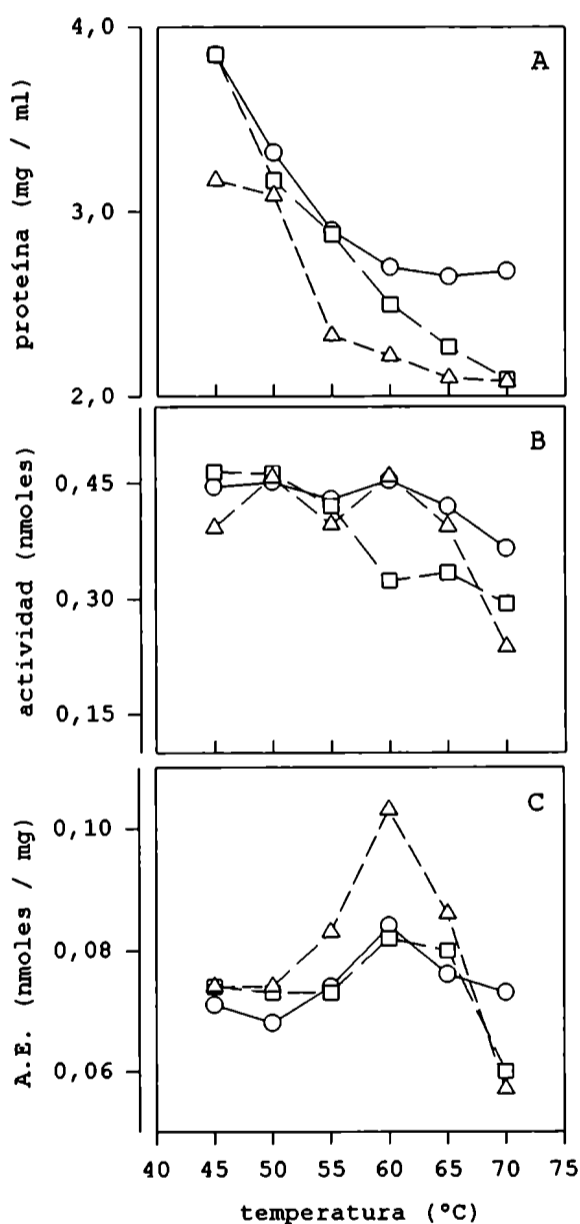 4,0
A
3,0
2,0
proteína (mg / ml)
B
0,45
0,30
0,15
actividad (nmoles)
C
0,10
0,08
0,06
A.E. (nmoles / mg)
40 45 50 55 60 65 70 75
temperatura (°C)